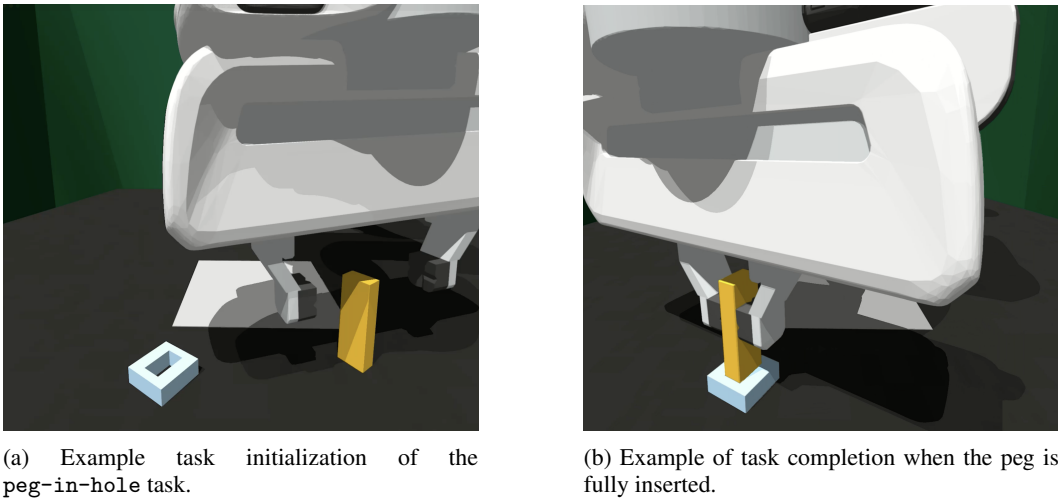 (a) Example task initialization of the
peg-in-hole task.
(b) Example of task completion when the peg is
fully inserted.